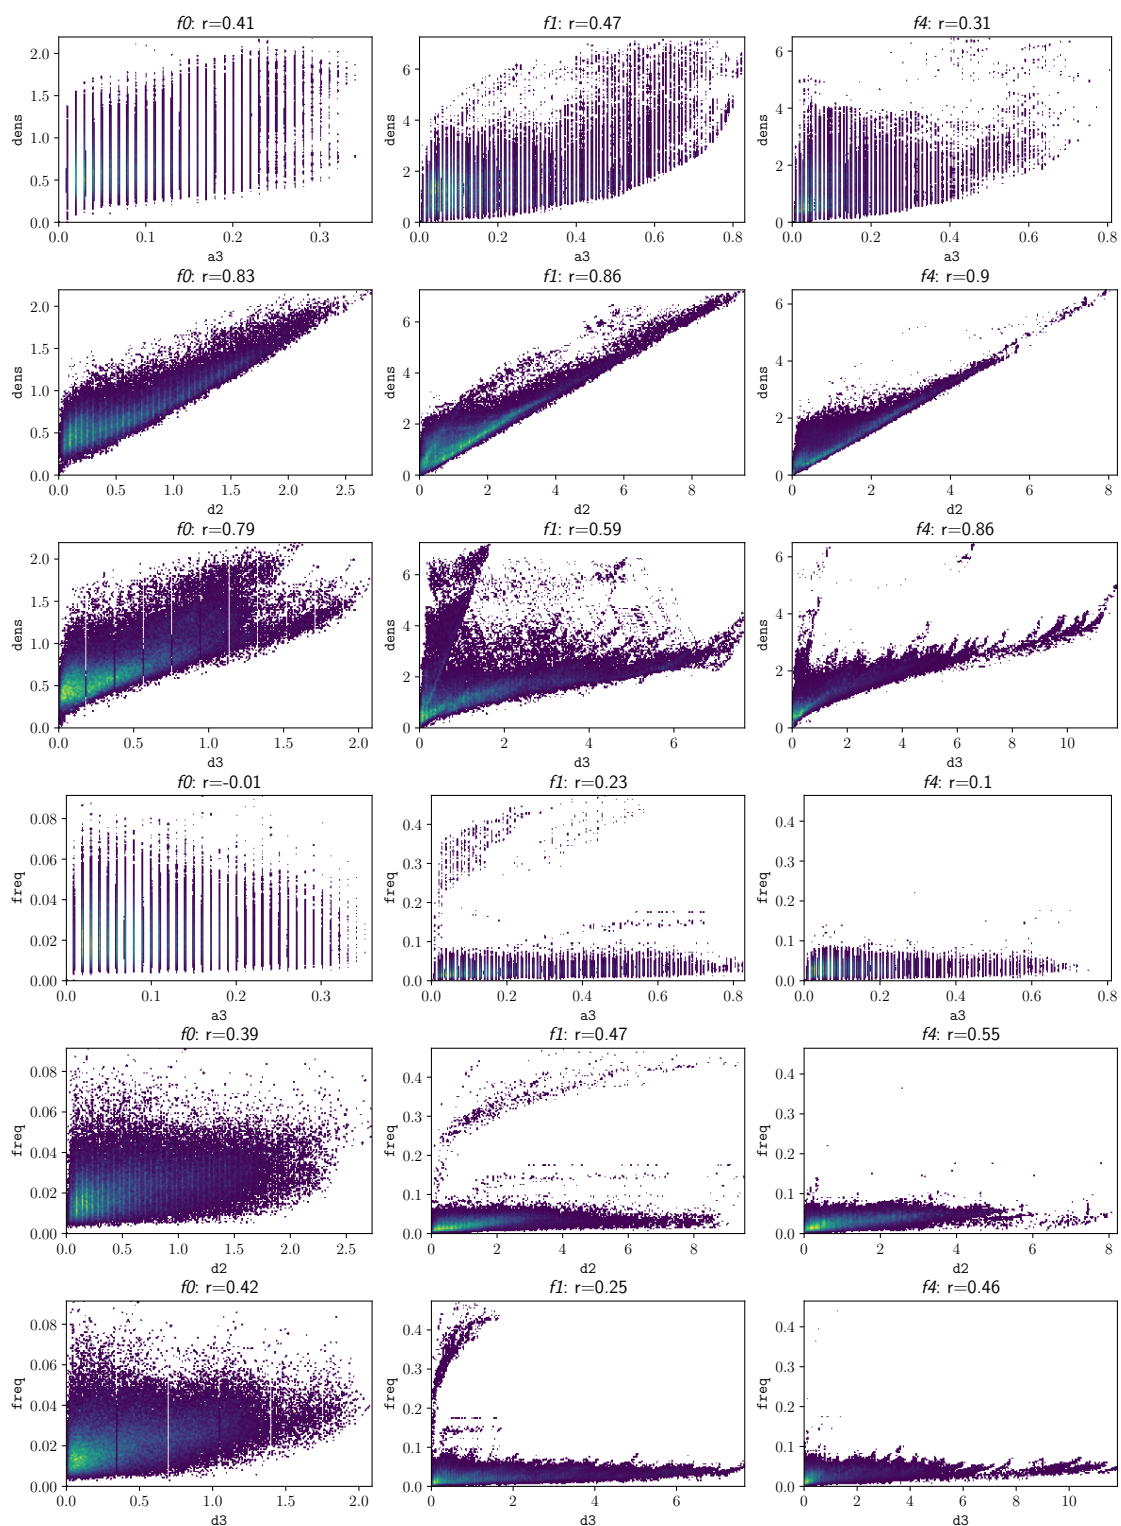 f0: r=0.41 f1: r=0.47 f4: r=0.31
2.0 1.5 1.0 0.5 0.0 dens 6 4 2 0 dens 6 4 2 0 dens
0.0 0.1 0.2 0.3 0.0 0.2 0.4 0.6 0.8 0.0 0.2 0.4 0.6 0.8
a3 a3 a3
f0: r=0.83 f1: r=0.86 f4: r=0.9
2.0 1.5 1.0 0.5 0.0 dens 6 4 2 0 dens 6 4 2 0 dens
0.0 0.5 1.0 1.5 2.0 2.5 0 2 4 6 8 0 2 4 6 8
d2 d2 d2
f0: r=0.79 f1: r=0.59 f4: r=0.86
2.0 1.5 1.0 0.5 0.0 dens 6 4 2 0 dens 6 4 2 0 dens
0.0 0.5 1.0 1.5 2.0 0 2 4 6 0 2 4 6 8 10
d3 d3 d3
f0: r=-0.01 f1: r=0.23 f4: r=0.1
0.08 0.06 0.04 0.02 0.00 freq 0.4 0.3 0.2 0.1 0.0 freq 0.4 0.3 0.2 0.1 0.0 freq
0.0 0.1 0.2 0.3 0.0 0.2 0.4 0.6 0.8 0.2 0.4 0.6 0.8
a3 a3 a3
f0: r=0.39 f1: r=0.47 f4: r=0.55
0.08 0.06 0.04 0.02 0.00 freq 0.4 0.3 0.2 0.1 0.0 freq 0.4 0.3 0.2 0.1 0.0 freq
0.0 0.5 1.0 1.5 2.0 2.5 0 2 4 6 8 0 2 4 6 8
d2 d2 d2
f0: r=0.42 f1: r=0.25 f4: r=0.46
0.08 0.06 0.04 0.02 0.00 freq 0.4 0.3 0.2 0.1 0.0 freq 0.4 0.3 0.2 0.1 0.0 freq
0.0 0.5 1.0 1.5 2.0 0 2 4 6 0 2 4 6 8 10
d3 d3 d3